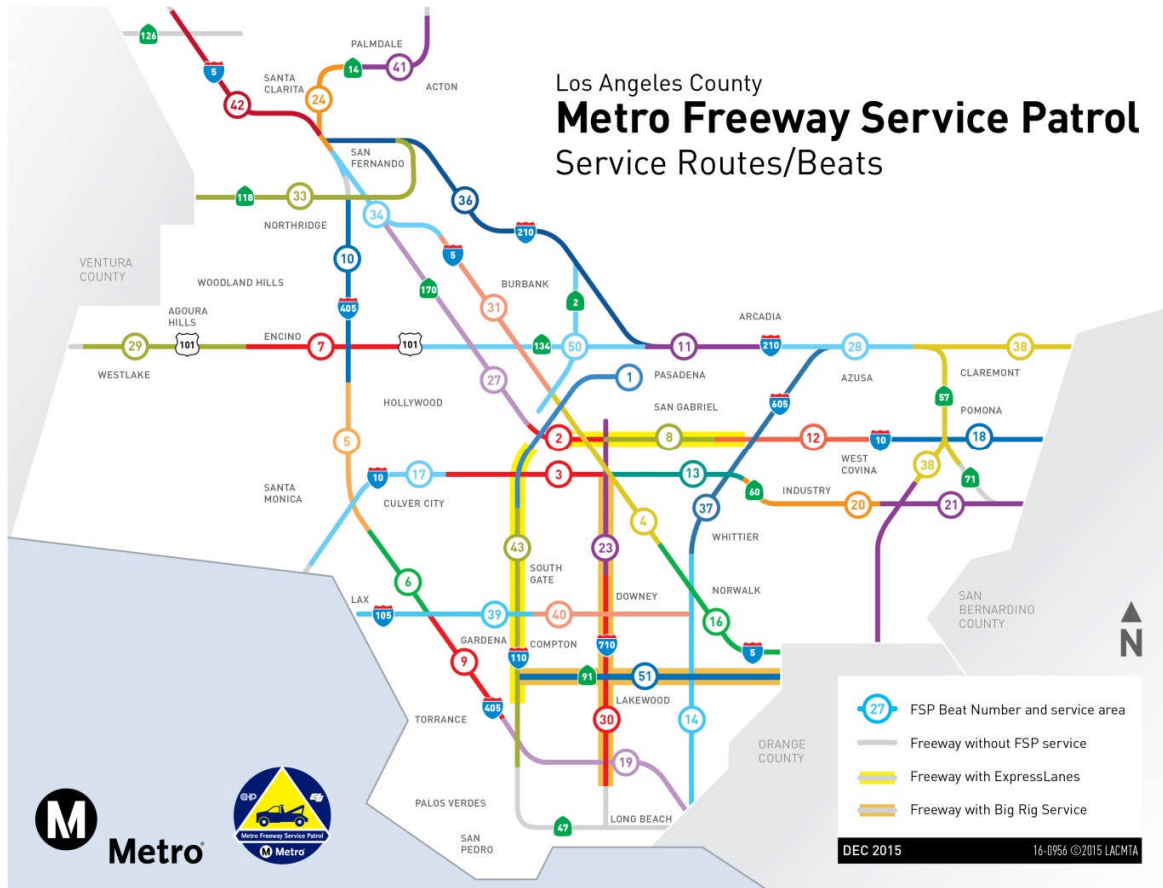 Los Angeles County
Metro Freeway Service Patrol
Service Routes/Beats
126
5
42
SANTA
CLARITA
24
PALMDALE
14
41
ACTON
SAN
FERNANDO
118
33
NORTHRIDGE
34
36
210
VENTURA
COUNTY
WOODLAND HILLS
10
405
170
5
BURBANK
31
2
AGOURA
HILLS
29
101
WESTLAKE
ENCINO
7
101
134
50
11
ARCADIA
210
28
38
CLAREMONT
HOLLYWOOD
27
1
PASADENA
SAN GABRIEL
605
AZUSA
57
POMONA
5
2
8
12
10
18
WEST
COVINA
SANTA
MONICA
10
17
CULVER CITY
3
13
60
INDUSTRY
38
71
20
21
43
23
4
37
WHITTIER
6
SOUTH
GATE
DOWNEY
NORWALK
LAX
105
39
40
16
SAN
BERNARDINO
COUNTY
GARDENA
COMPTON
9
110
710
5
91
51
405
LAKEWOOD
TORRANCE
30
14
19
ORANGE
COUNTY
PALOS VERDES
47
LONG BEACH
SAN
PEDRO
N
27
FSP Beat Number and service area
Freeway without FSP service
Freeway with ExpressLanes
Freeway with Big Rig Service
DEC 2015
16-0956 ©2015 LACMTA
M
Metro
CHP
Metro Freeway Service Patrol
M Metro